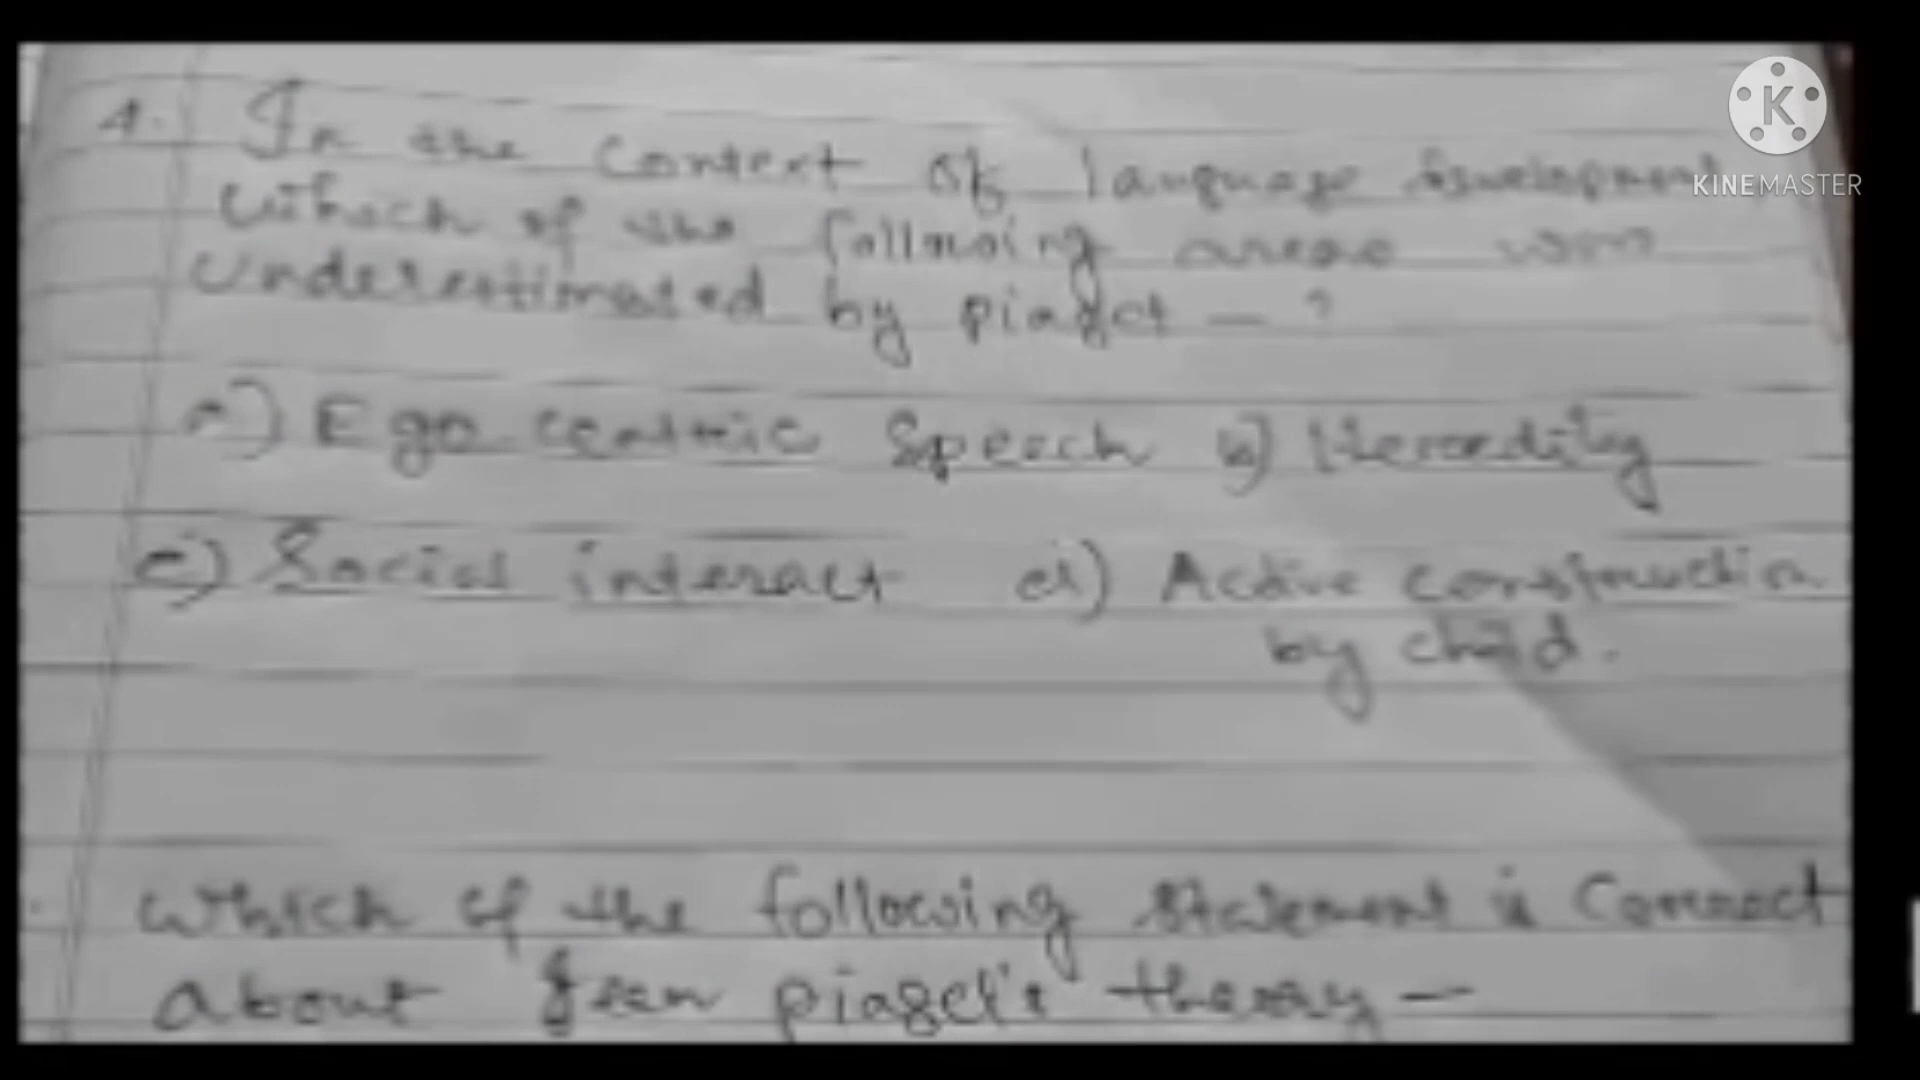 4. In the Context of language development
Which of the following areas were
underestimated by piaget - ?
a) Ego centric Speech b) Heredity
c) Social interact d) Active construction
by child.
Which of the following statement is Correct
about Jean piaget's theory -
K
KINEMASTER